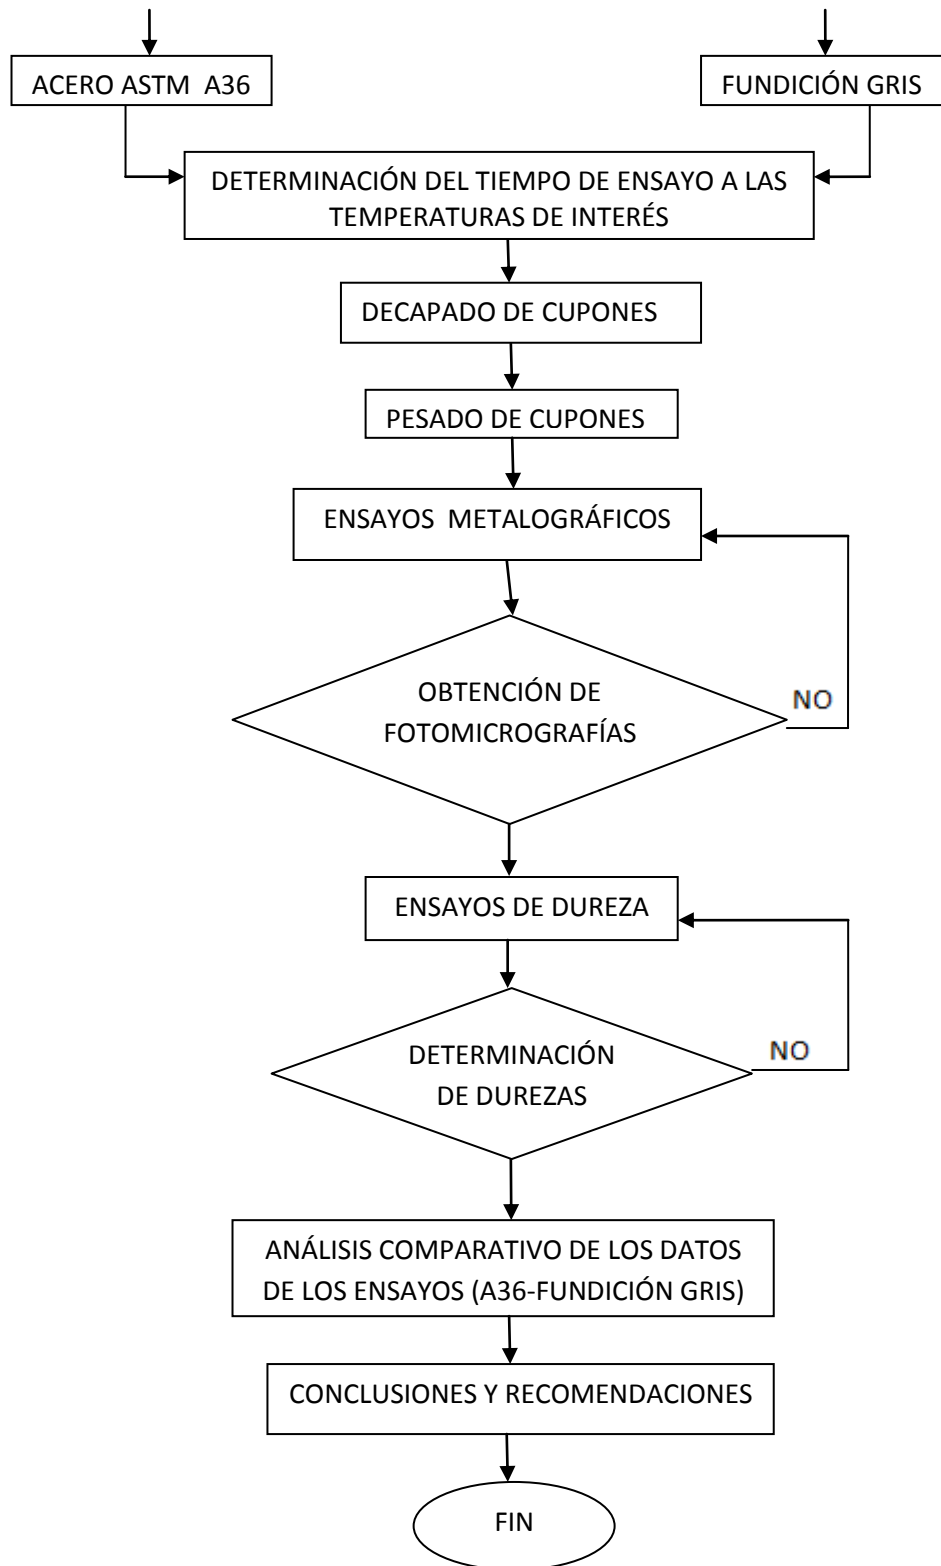 ACERO ASTM  A36
FUNDICIÓN GRIS
DETERMINACIÓN DEL TIEMPO DE ENSAYO A LAS
TEMPERATURAS DE INTERÉS
DECAPADO DE CUPONES
PESADO DE CUPONES
ENSAYOS  METALOGRÁFICOS
OBTENCIÓN DE
FOTOMICROGRAFÍAS
NO
ENSAYOS DE DUREZA
DETERMINACIÓN
DE DUREZAS
NO
ANÁLISIS COMPARATIVO DE LOS DATOS
DE LOS ENSAYOS (A36-FUNDICIÓN GRIS)
CONCLUSIONES Y RECOMENDACIONES
FIN